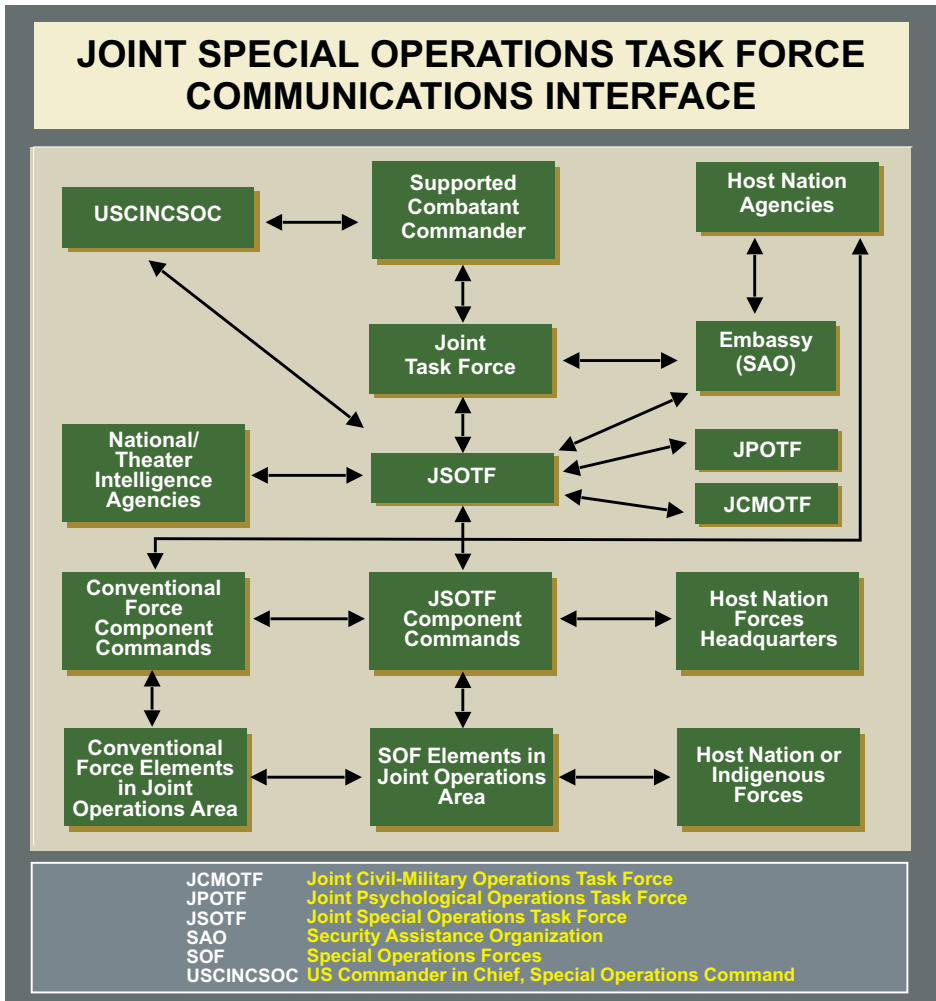 JOINT SPECIAL OPERATIONS TASK FORCE
COMMUNICATIONS INTERFACE
USCINCSOC
Supported
Combatant
Commander
Host Nation
Agencies
Joint
Task Force
Embassy
(SAO)
National/
Theater
Intelligence
Agencies
JSOTF
JPOTF
JCMOTF
Conventional
Force
Component
Commands
JSOTF
Component
Commands
Host Nation
Forces
Headquarters
Conventional
Force Elements
in Joint
Operations Area
SOF Elements in
Joint Operations
Area
Host Nation or
Indigenous
Forces
JCMOTF Joint Civil-Military Operations Task Force
JPOTF Joint Psychological Operations Task Force
JSOTF Joint Special Operations Task Force
SAO Security Assistance Organization
SOF Special Operations Forces
USCINCSOC US Commander in Chief, Special Operations Command